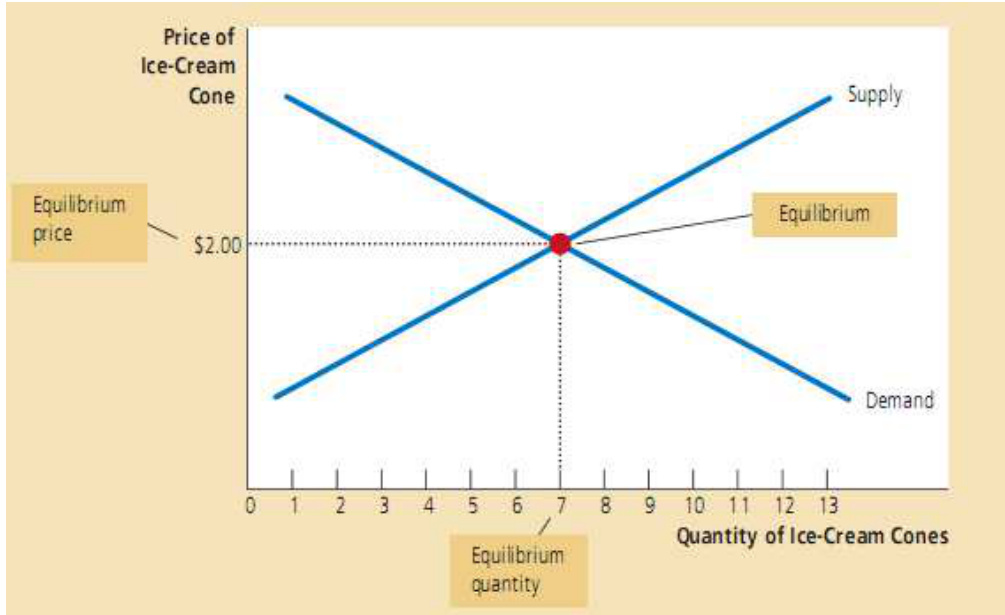 Price of
Ice-Cream
Cone
Supply
Equilibrium
price
Equilibrium
$2.00
Demand
0 1 2 3 4 5 6 7 8 9 10 11 12 13
Quantity of Ice-Cream Cones
Equilibrium
quantity